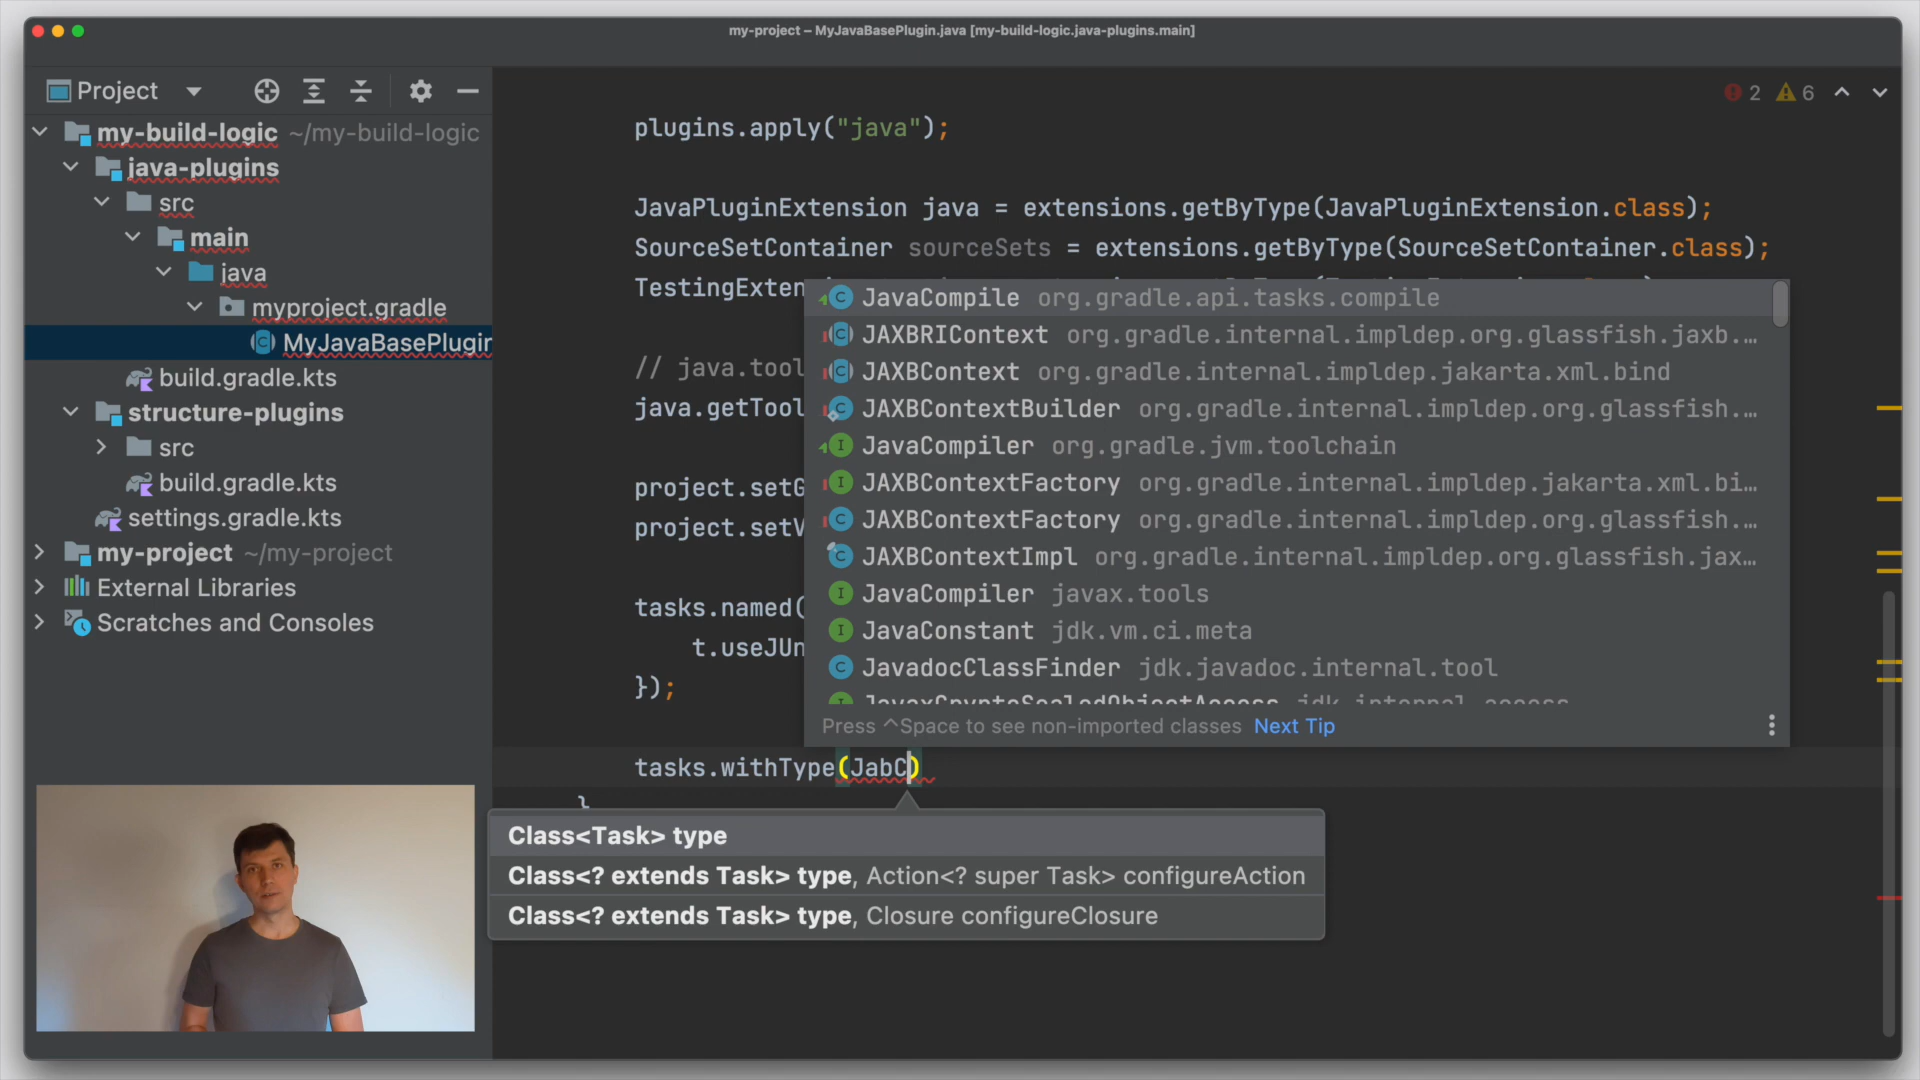 my-project – MyJavaBasePlugin.java [my-build-logic.java-plugins.main]
Project
2 6
my-build-logic ~/my-build-logic
java-plugins
src
main
java
myproject.gradle
MyJavaBasePlugin
build.gradle.kts
structure-plugins
src
build.gradle.kts
settings.gradle.kts
my-project ~/my-project
External Libraries
Scratches and Consoles
plugins.apply("java");
JavaPluginExtension java = extensions.getByType(JavaPluginExtension.class);
SourceSetContainer sourceSets = extensions.getByType(SourceSetContainer.class);
TestingExten
// java.tool
java.getTool
project.setG
project.setV
tasks.named(
t.useJUn
});
tasks.withType(JabC)
}
JavaCompile org.gradle.api.tasks.compile
JAXBRIContext org.gradle.internal.impldep.org.glassfish.jaxb.…
JAXBContext org.gradle.internal.impldep.jakarta.xml.bind
JAXBContextBuilder org.gradle.internal.impldep.org.glassfish.…
JavaCompiler org.gradle.jvm.toolchain
JAXBContextFactory org.gradle.internal.impldep.jakarta.xml.bi…
JAXBContextFactory org.gradle.internal.impldep.org.glassfish.…
JAXBContextImpl org.gradle.internal.impldep.org.glassfish.jax…
JavaCompiler javax.tools
JavaConstant jdk.vm.ci.meta
JavadocClassFinder jdk.javadoc.internal.tool
JavaxCryptoSealedObjectAccess jdk.internal.access
Press ^Space to see non-imported classes Next Tip
Class<Task> type
Class<? extends Task> type, Action<? super Task> configureAction
Class<? extends Task> type, Closure configureClosure